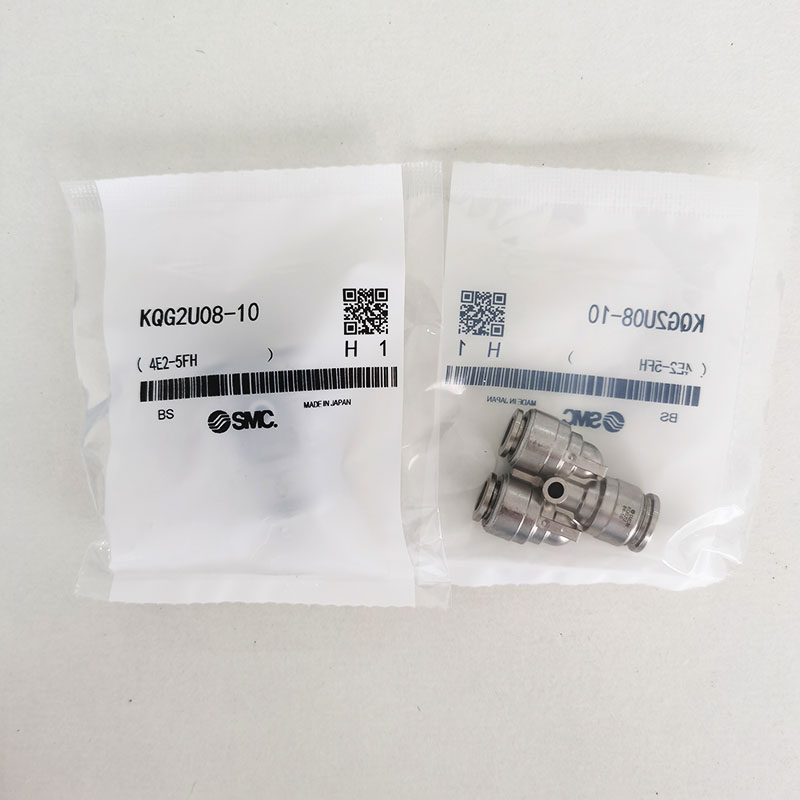 KQG2U08-10
( 4E2-5FH )
H 1
BS
SMC.
MADE IN JAPAN
KQG2U08-10
( 4E2-5FH )
H 1
MADE IN JAPAN
SMC
BS